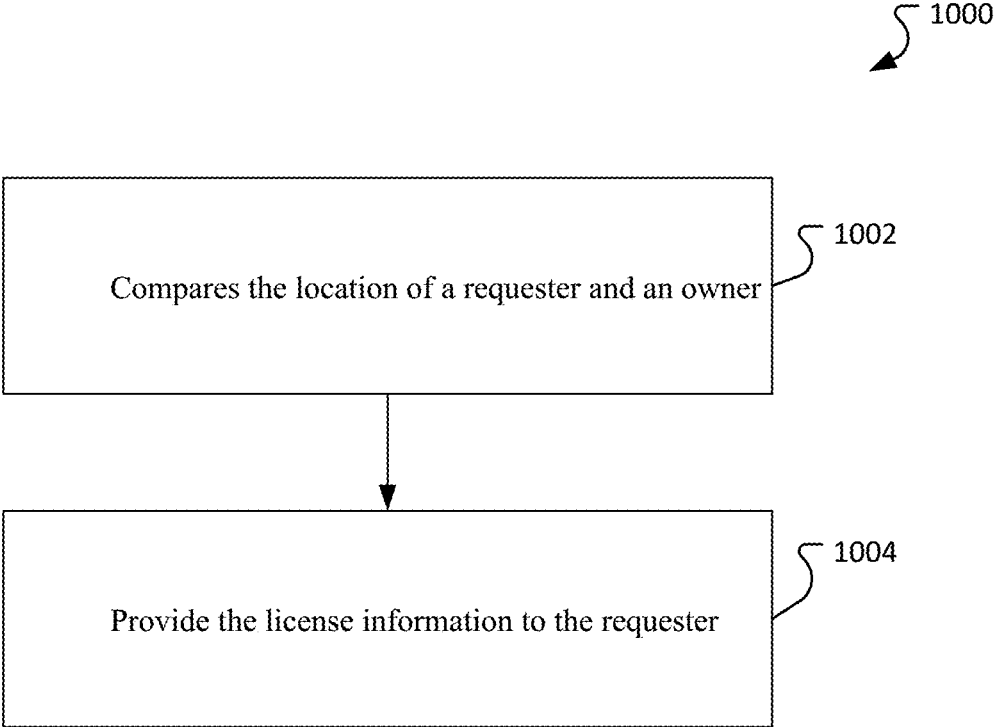 1000
1002
Compares the location of a requester and an owner
1004
Provide the license information to the requester